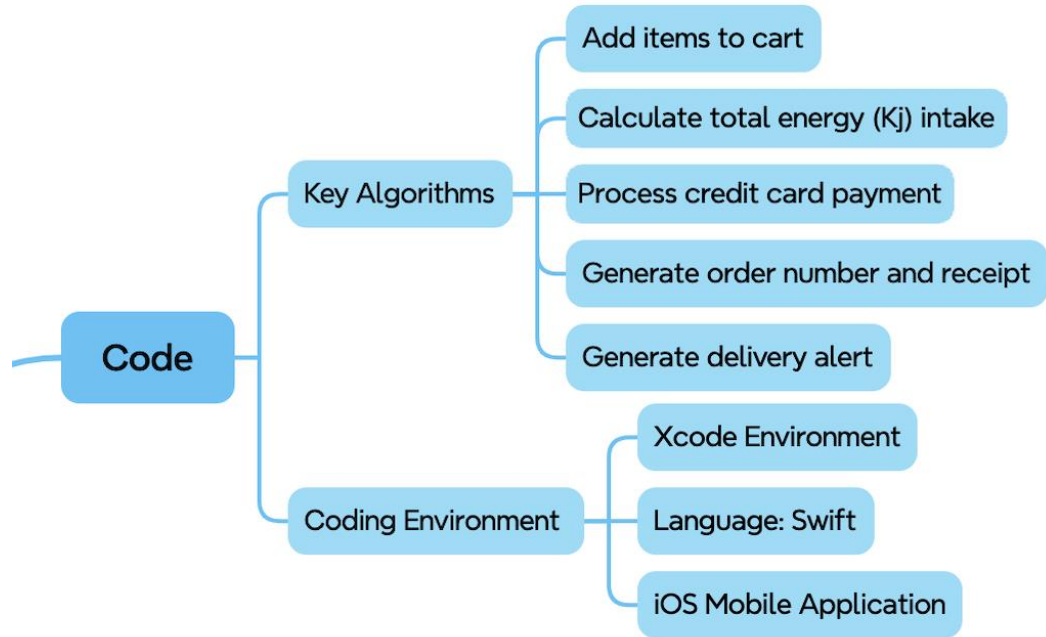 Code
Key Algorithms
Add items to cart
Calculate total energy (Kj) intake
Process credit card payment
Generate order number and receipt
Generate delivery alert
Coding Environment
Xcode Environment
Language: Swift
iOS Mobile Application